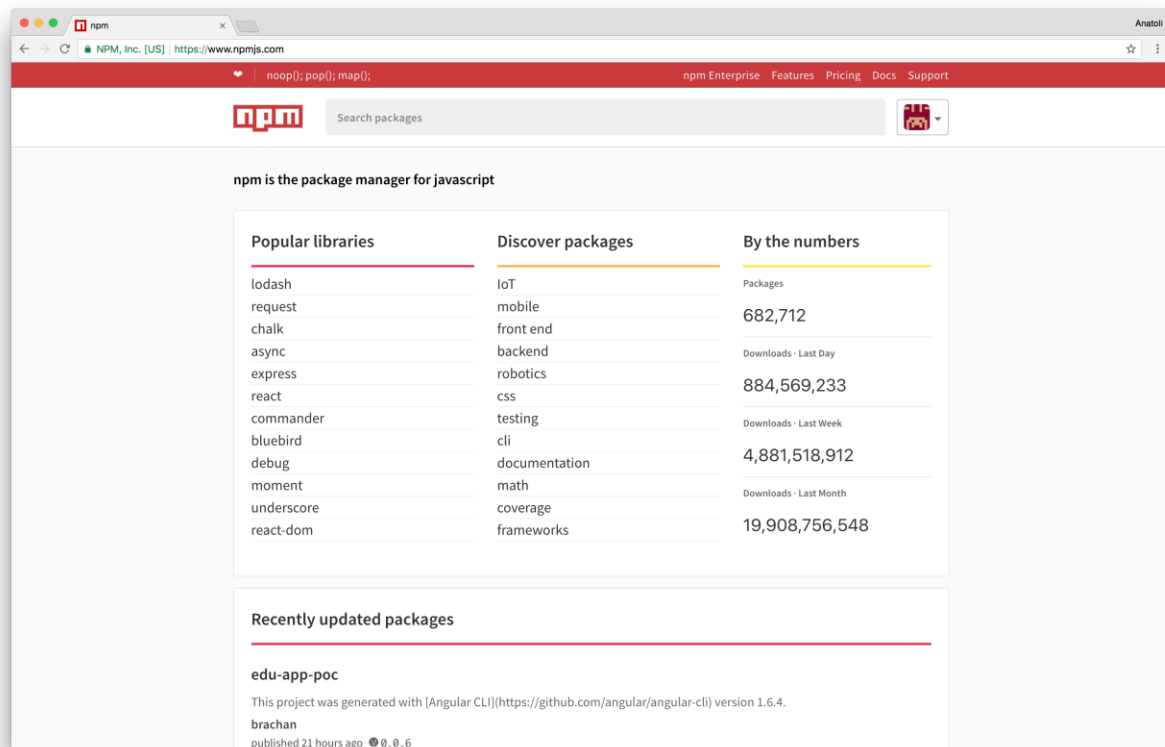 npm
Anatoli
NPM, Inc. [US] https://www.npmjs.com
❤ noop(); pop(); map(); npm Enterprise Features Pricing Docs Support
npm Search packages
npm is the package manager for javascript
Popular libraries
lodash
request
chalk
async
express
react
commander
bluebird
debug
moment
underscore
react-dom
Discover packages
IoT
mobile
front end
backend
robotics
css
testing
cli
documentation
math
coverage
frameworks
By the numbers
Packages
682,712
Downloads · Last Day
884,569,233
Downloads · Last Week
4,881,518,912
Downloads · Last Month
19,908,756,548
Recently updated packages
edu-app-poc
This project was generated with [Angular CLI](https://github.com/angular/angular-cli) version 1.6.4.
brachan
published 21 hours ago 0.0.6